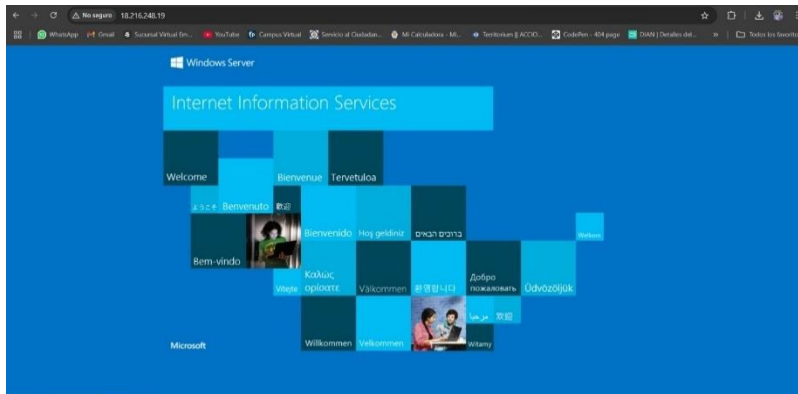 No seguro 18.216.248.19
WhatsApp Gmail Sucursal Virtual Em... YouTube Campus Virtual Servicio al Ciudadan... Mi Calculadora - Mi... Territorium || ACCIO... CodePen - 404 page DIAN | Detalles del... » Todos los favorito
Windows Server
Internet Information Services
Welcome Bienvenue Tervetuloa
ようこそ Benvenuto 歡迎 Bienvenido Hoş geldiniz ברוכים הבאים Welkom
Bem-vindo
Vítejte Καλώς ορίσατε Välkommen 환영합니다 Добро пожаловать Üdvözöljük
مرحبا 欢迎
Microsoft Willkommen Velkommen Witamy